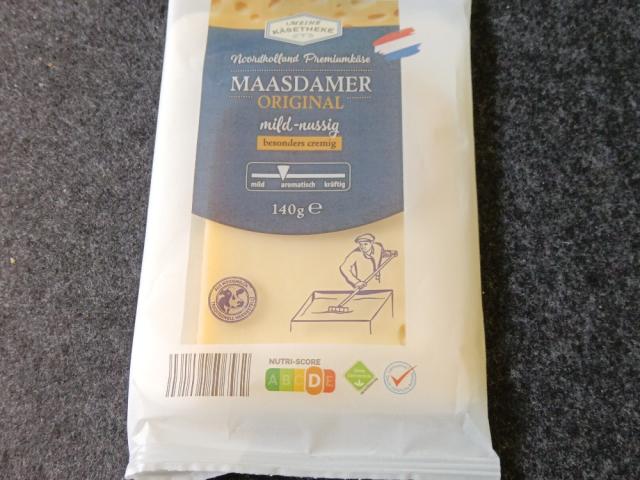 MEINE
KÄSETHEKE
Noordholland Premiumkäse
MAASDAMER
ORIGINAL
mild-nussig
besonders cremig
mild aromatisch kräftig
140g e
NUTRI-SCORE
A B C D E